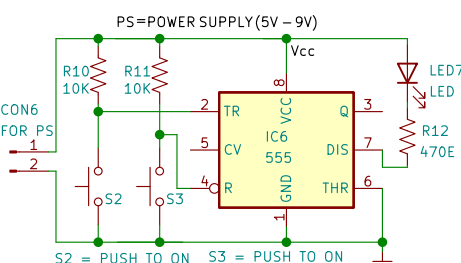 PS=POWER SUPPLY(5V – 9V)
Vcc
R10
10K
R11
10K
LED7
LED
CON6
FOR PS
1
2
2
TR
8
VCC
Q
3
5
CV
IC6
555
DIS
7
R12
470E
4
R
GND
1
THR
6
S2
S3
S2 = PUSH TO ON
S3 = PUSH TO ON